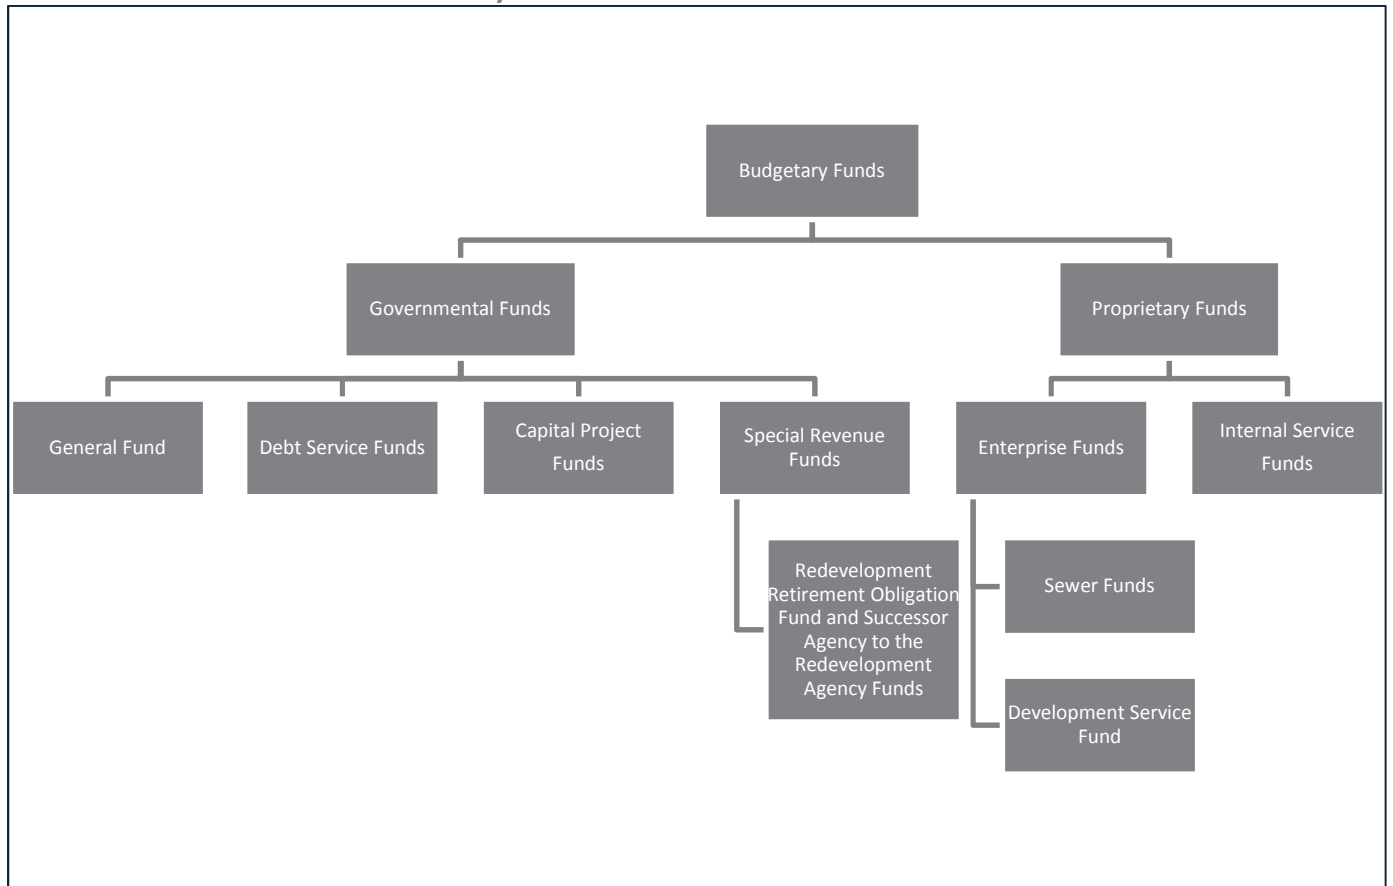 Budgetary Funds
Governmental Funds
Proprietary Funds
General Fund
Debt Service Funds
Capital Project
Funds
Special Revenue
Funds
Enterprise Funds
Internal Service
Funds
Redevelopment
Retirement Obligation
Fund and Successor
Agency to the
Redevelopment
Agency Funds
Sewer Funds
Development Service
Fund